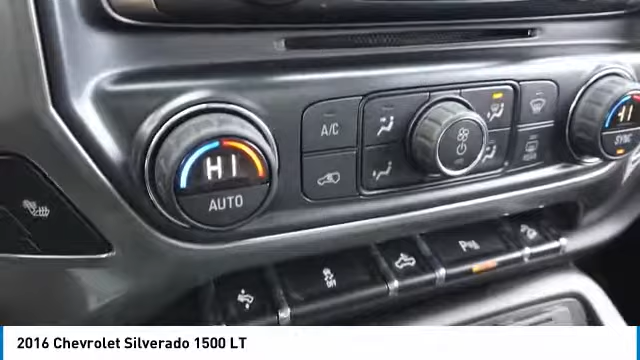 HI
AUTO
A/C
HI
SYNC
2016 Chevrolet Silverado 1500 LT